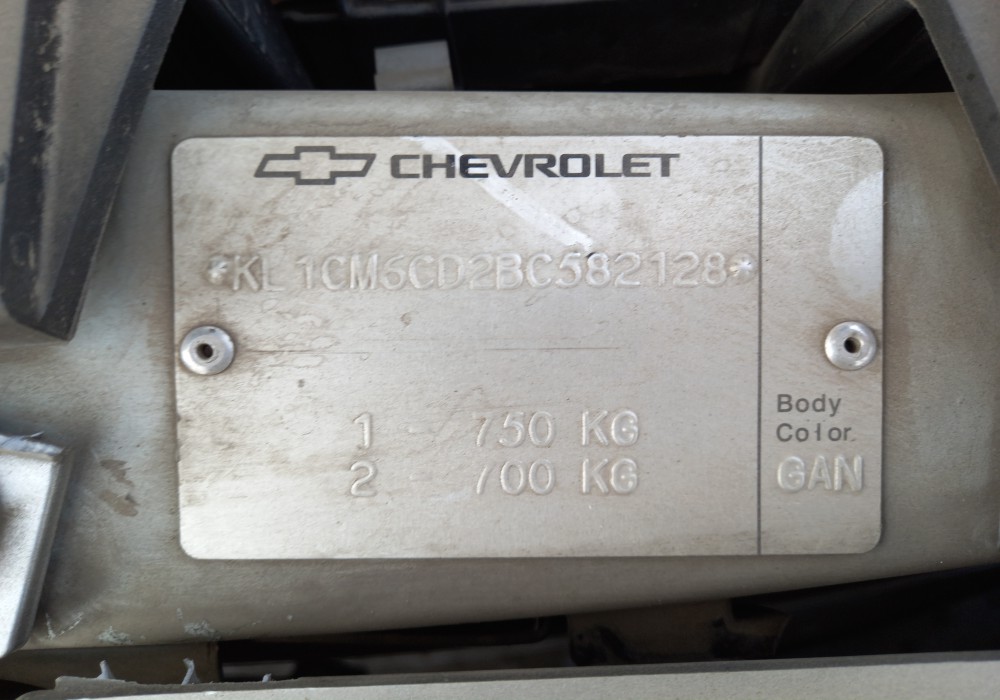 CHEVROLET
*KL1CM6CD2BC582128*
1 - 750 KG
2 - 700 KG
Body
Color
GAN